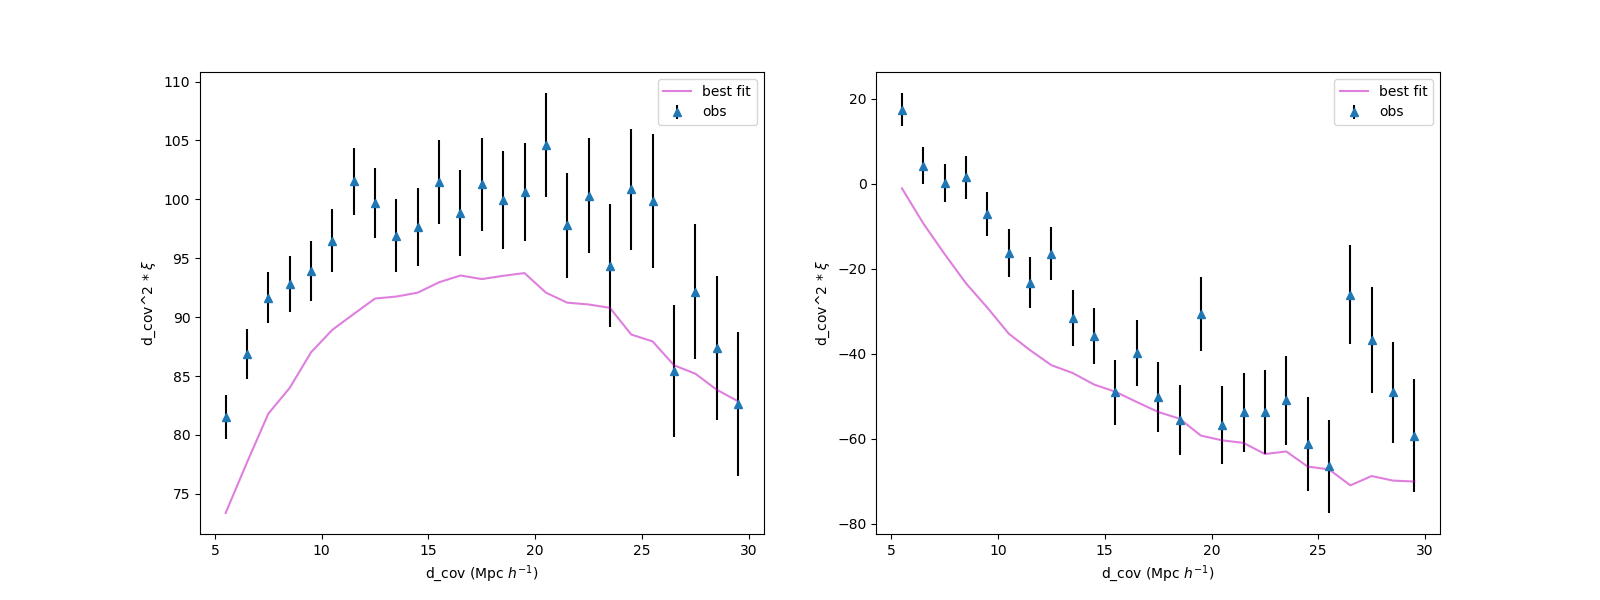 110
105
100
95
90
85
80
75
d_cov^2 * ξ
5 10 15 20 25 30
d_cov (Mpc h⁻¹)
best fit
obs
20
0
−20
−40
−60
−80
d_cov^2 * ξ
5 10 15 20 25 30
d_cov (Mpc h⁻¹)
best fit
obs